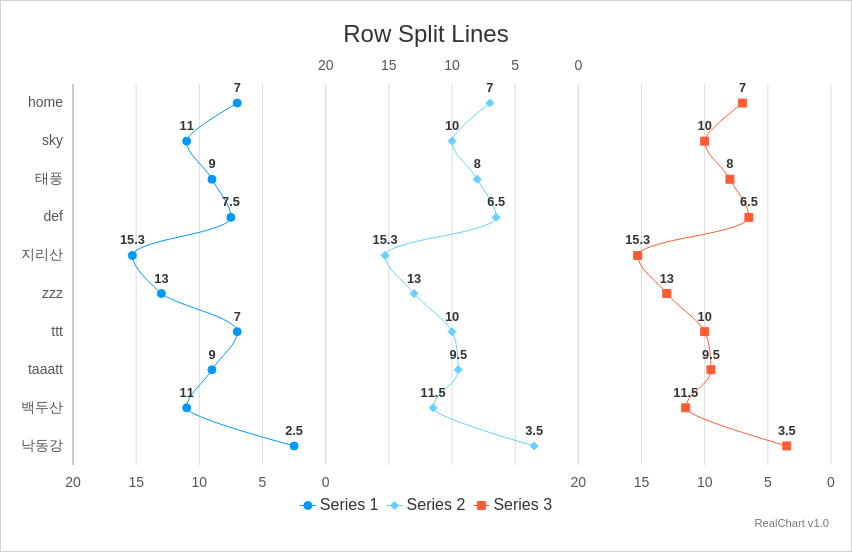 Row Split Lines
20 15 10 5 0
7 7 7
home
11 10 10
sky
9 8 8
태풍
7.5 6.5 6.5
def
15.3 15.3 15.3
지리산
13 13 13
zzz
7 10 10
ttt
9 9.5 9.5
taaatt
11 11.5 11.5
백두산
2.5 3.5 3.5
낙동강
20 15 10 5 0 20 15 10 5 0
Series 1 Series 2 Series 3
RealChart v1.0